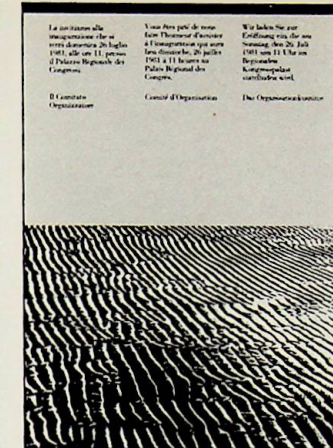 La invitiamo alla
inaugurazione che si
terrà domenica 26 luglio
1981, alle ore 11, presso
il Palazzo Regionale dei
Congressi.
Il Comitato
Organizzatore
Vous êtes prié de nous
faire l'honneur d'assister
à l'inauguration qui aura
lieu dimanche, 26 juillet
1981 à 11 heures au
Palais Régional des
Congrès.
Comité d'Organisation
Wir laden Sie zur
Eröffnung ein die am
Sonntag, den 26. Juli
1981 um 11 Uhr im
Regionalen
Kongresspalast
stattfinden wird.
Das Organisationskomitee